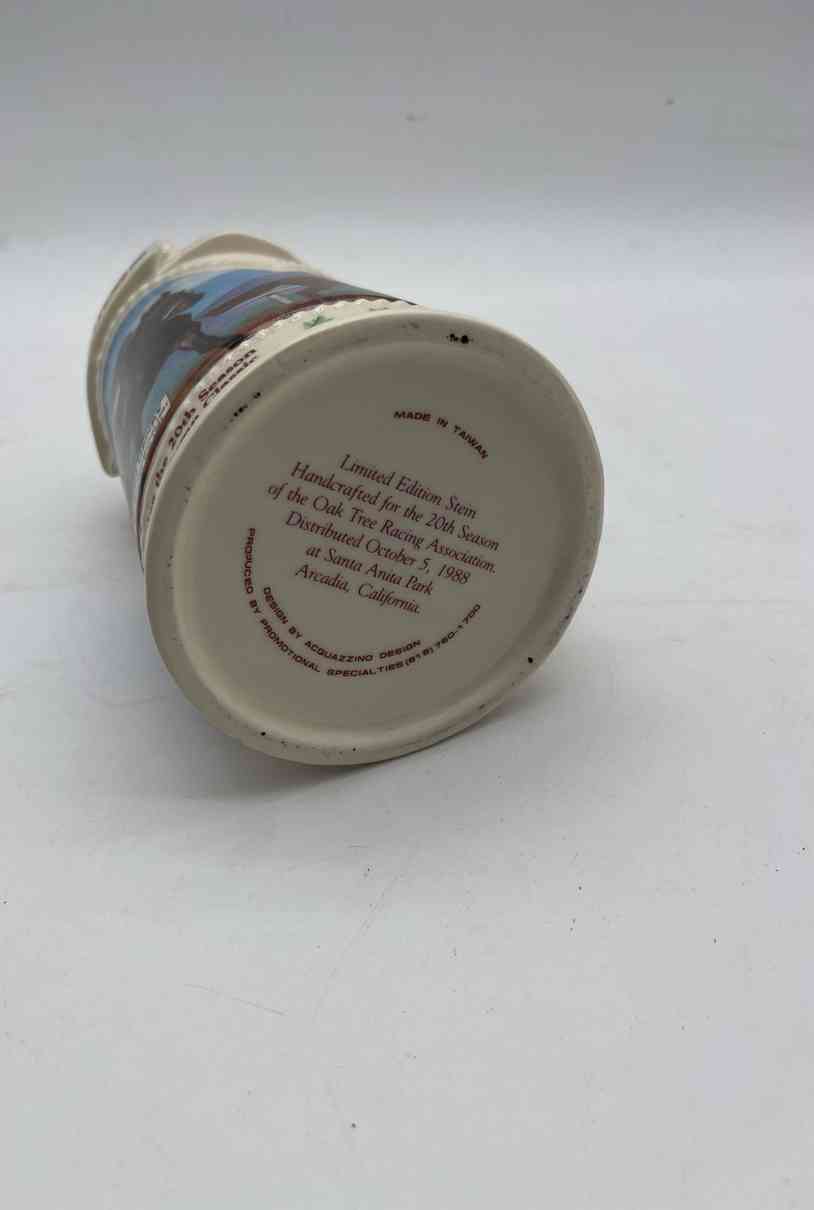 MADE IN TAIWAN
Limited Edition Stein
Handcrafted for the 20th Season
of the Oak Tree Racing Association.
Distributed October 5, 1988
at Santa Anita Park
Arcadia, California.
DESIGN BY ACQUAZZINO DESIGN
PRODUCED BY PROMOTIONAL SPECIALTIES (818) 760-1700
the 20th Season
Classic